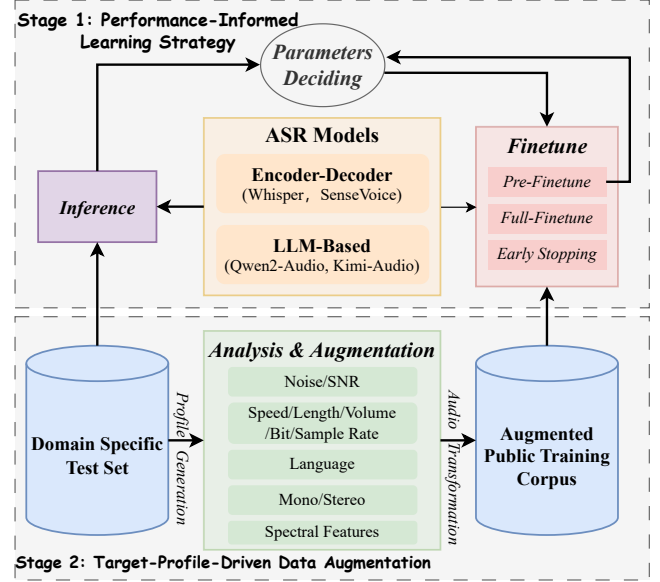 Stage 1: Performance-Informed
Learning Strategy
Parameters
Deciding
ASR Models
Encoder-Decoder
(Whisper, SenseVoice)
LLM-Based
(Qwen2-Audio, Kimi-Audio)
Inference
Finetune
Pre-Finetune
Full-Finetune
Early Stopping
Domain Specific
Test Set
Profile
Generation
Analysis & Augmentation
Noise/SNR
Speed/Length/Volume
/Bit/Sample Rate
Language
Mono/Stereo
Spectral Features
Audio
Transformation
Augmented
Public Training
Corpus
Stage 2: Target-Profile-Driven Data Augmentation